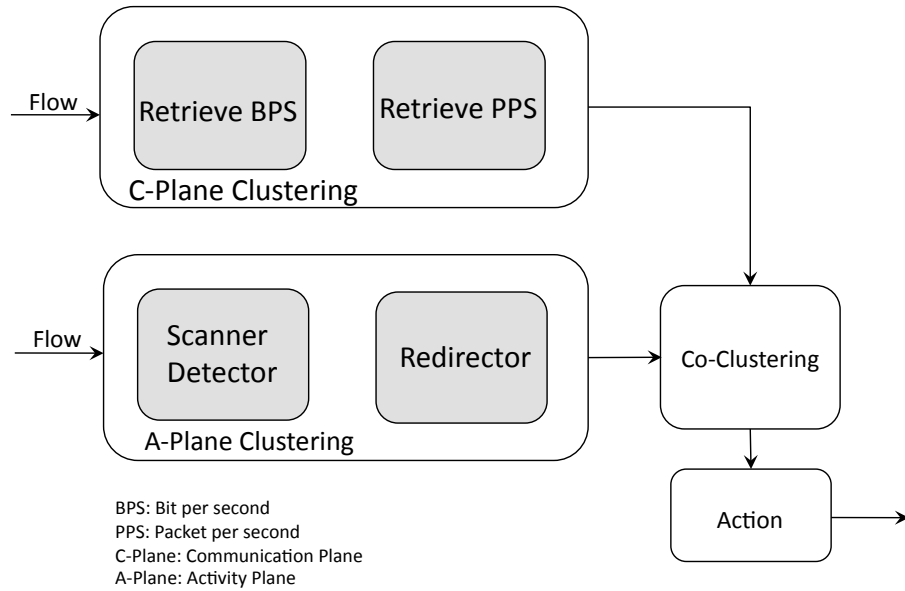 Flow
Retrieve BPS
Retrieve PPS
C-Plane Clustering
Flow
Scanner
Detector
Redirector
A-Plane Clustering
Co-Clustering
Action
BPS: Bit per second
PPS: Packet per second
C-Plane: Communication Plane
A-Plane: Activity Plane